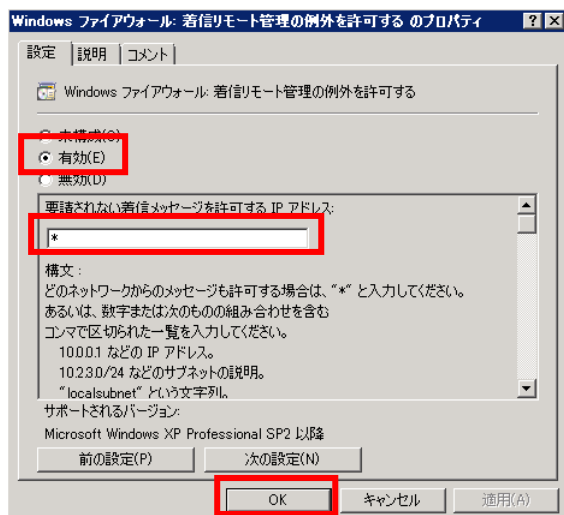 Windows ファイアウォール: 着信リモート管理の例外を許可する のプロパティ
設定 説明 コメント
Windows ファイアウォール: 着信リモート管理の例外を許可する
未構成(C)
有効(E)
無効(D)
要請されない着信メッセージを許可する IP アドレス:
*
構文:
どのネットワークからのメッセージも許可する場合は、"*" と入力してください。
あるいは、数字または次のものの組み合わせを含む
コンマで区切られた一覧を入力してください。
10.0.0.1 などの IP アドレス。
10.2.3.0/24 などのサブネットの説明。
"localsubnet" という文字列。
サポートされるバージョン:
Microsoft Windows XP Professional SP2 以降
前の設定(P) 次の設定(N)
OK キャンセル 適用(A)